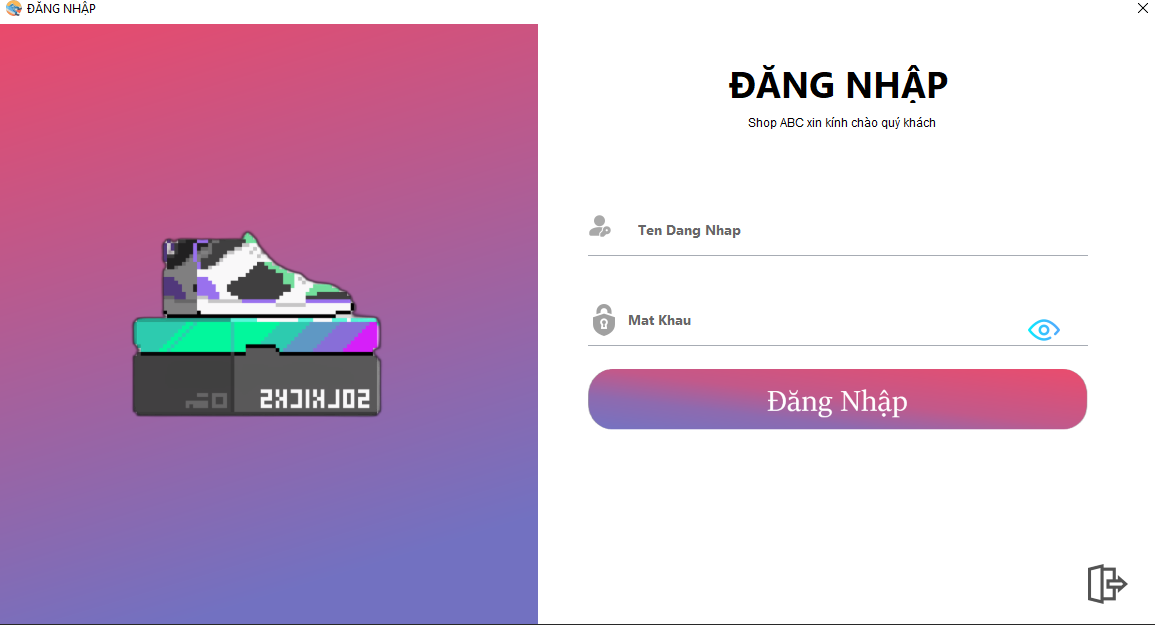 ĐĂNG NHẬP
ĐĂNG NHẬP
Shop ABC xin kính chào quý khách
Ten Dang Nhap
Mat Khau
Đăng Nhập
SOLKICKS